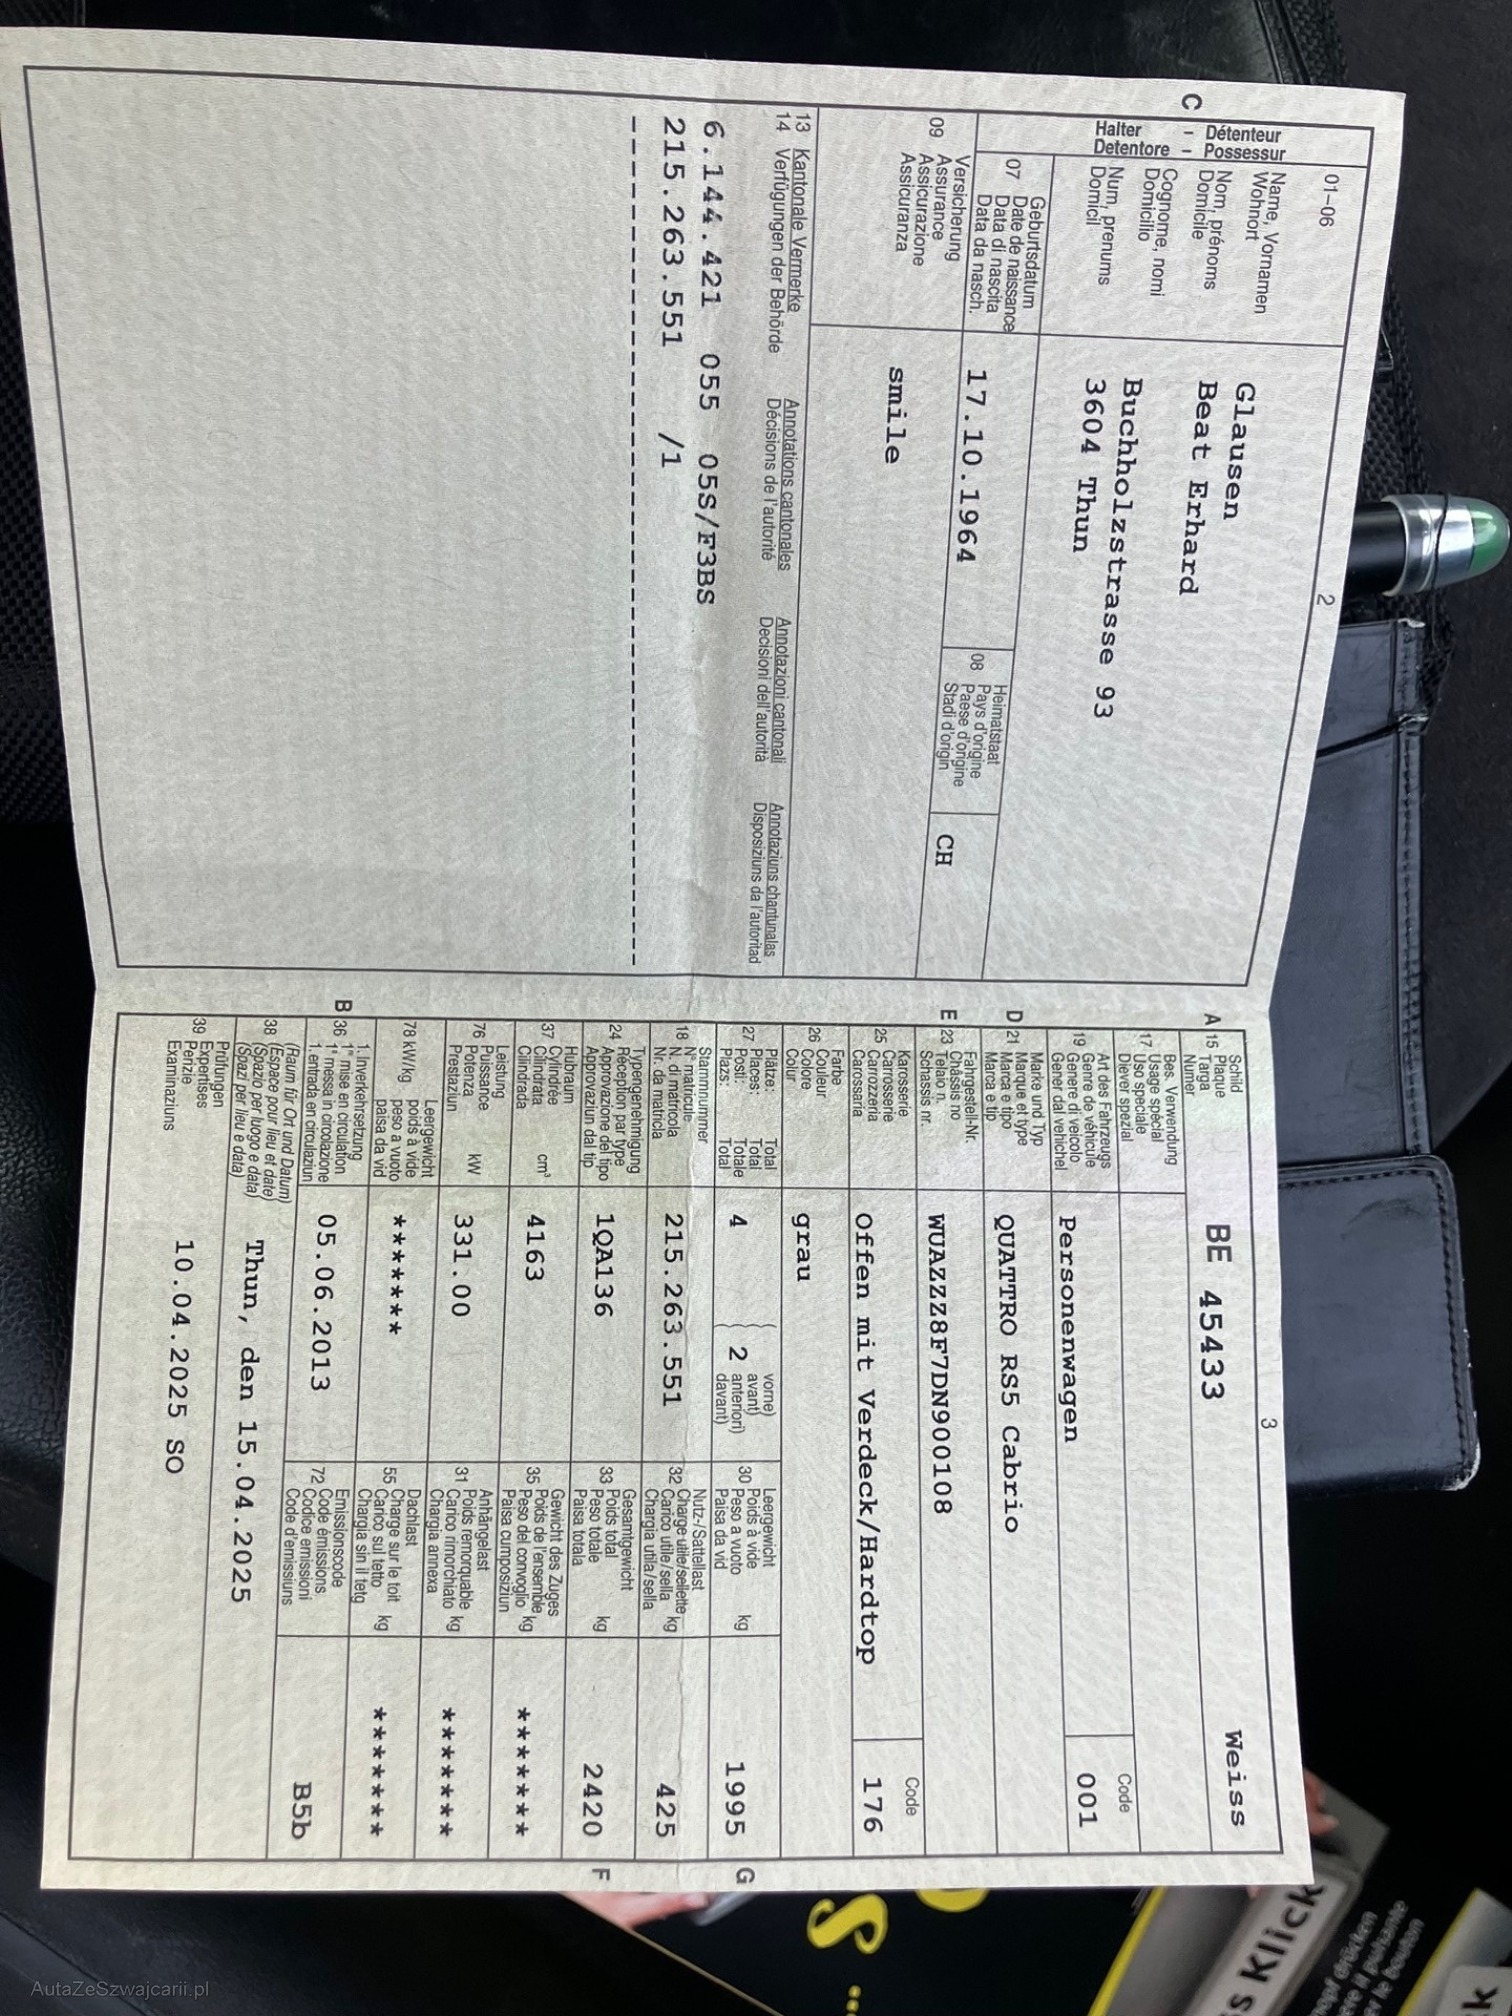 2
01–06
C
Halter – Détenteur
Detentore – Possessur
Name, Vornamen
Wohnort
Nom, prénoms
Domicile
Cognome, nomi
Domicilio
Num, prenums
Domicil
Glausen
Beat Erhard
Buchholzstrasse 93
3604 Thun
07
Geburtsdatum
Date de naissance
Data di nascita
Data da nasch.
17.10.1964
08
Heimatstaat
Pays d'origine
Paese d'origine
Stadi d'origin
CH
09
Versicherung
Assurance
Assicurazione
Assicuranza
smile
13 Kantonale Vermerke Annotations cantonales Annotazioni cantonali Annotaziuns chantunalas
14 Verfügungen der Behörde Décisions de l'autorité Decisioni dell'autorità Disposiziuns da l'autoritad
6.144.421 055 05S/F3BS
215.263.551 /1
3
A 15
Schild
Plaque
Targa
Numer
BE 45433 Weiss
17
Bes. Verwendung
Usage spécial
Uso speciale
Diever spezial
19
Art des Fahrzeugs
Genre de véhicule
Genere di veicolo
Gener dal vehichel
Personenwagen
Code
001
D 21
Marke und Typ
Marque et type
Marca e tipo
Marca e tip
QUATTRO RS5 Cabrio
E 23
Fahrgestell-Nr.
Châssis no
Telaio n.
Schassis nr.
WUAZZZ8F7DN900108
25
Karosserie
Carrosserie
Carrozzeria
Carossaria
Offen mit Verdeck/Hardtop
Code
176
26
Farbe
Couleur
Colore
Colur
grau
27
Plätze: Total
Places: Total
Posti: Totale
Plazs: Total
4
2
vorne)
avant)
anteriori)
davant)
30
Leergewicht
Poids à vide
Peso a vuoto
Paisa da vid
kg
1995
G
18
Stammnummer
N° matricule
N. di matricola
Nr. da matricla
215.263.551
32
Nutz-/Sattellast
Charge utile/sellette
Carico utile/sella
Chargia utila/sella
kg
425
24
Typengenehmigung
Réception par type
Approvazione del tipo
Approvaziun dal tip
1QA136
33
Gesamtgewicht
Poids total
Peso totale
Paisa totala
kg
2420
F
37
Hubraum
Cylindrée
Cilindrata
Cilindrada
cm³
4163
35
Gewicht des Zuges
Poids de l'ensemble
Peso del convoglio
Paisa cumposiziun
kg
*******
76
Leistung
Puissance
Potenza
Prestaziun
kW
331.00
31
Anhängelast
Poids remorquable
Carico rimorchiato
Chargia annexa
kg
*******
78 kW/kg
Leergewicht
poids à vide
peso a vuoto
paisa da vid
*******
55
Dachlast
Charge sur le toit
Carico sul tetto
Chargia sin il tetg
kg
*******
B 36
1. Inverkehrsetzung
1re mise en circulation
1a messa in circolazione
1. entrada en circulaziun
05.06.2013
72
Emissionscode
Code émissions
Codice emissioni
Code d'emissiuns
B5b
38
(Raum für Ort und Datum)
(Espace pour lieu et date)
(Spazio per luogo e data)
(Spazi per lieu e data)
Thun, den 15.04.2025
39
Prüfungen
Expertises
Perizie
Examinaziuns
10.04.2025 SO
s Klick
S ...
AutaZeSzwajcarii.pl